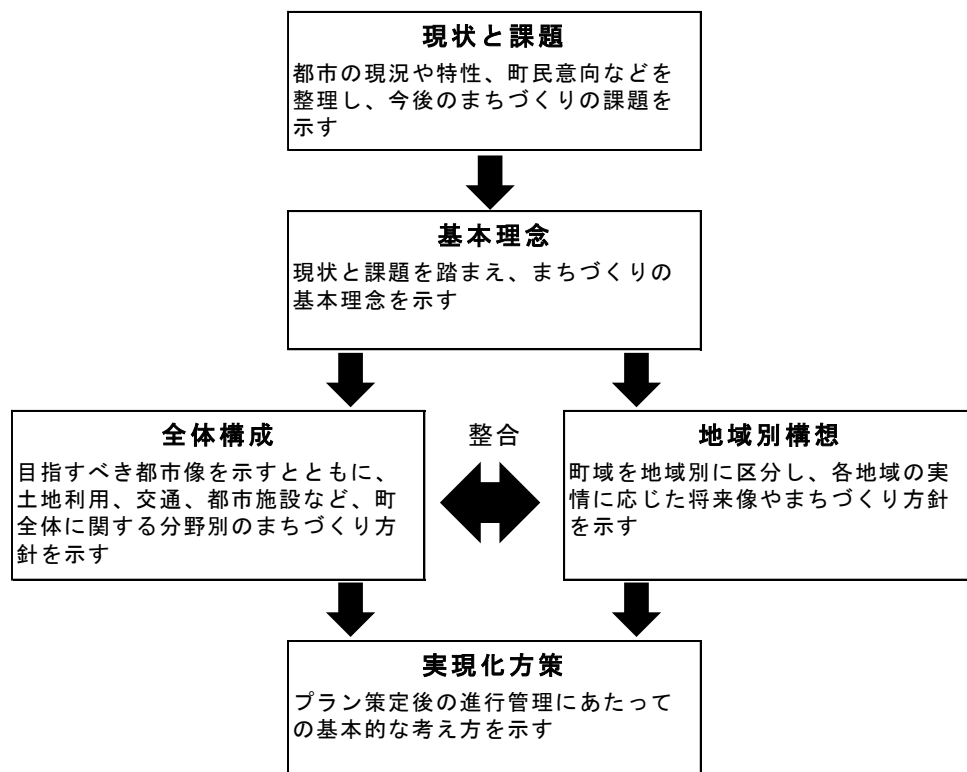 現状と課題
都市の現況や特性、町民意向などを
整理し、今後のまちづくりの課題を
示す
基本理念
現状と課題を踏まえ、まちづくりの
基本理念を示す
全体構成
目指すべき都市像を示すとともに、
土地利用、交通、都市施設など、町
全体に関する分野別のまちづくり方
針を示す
整合
地域別構想
町域を地域別に区分し、各地域の実
情に応じた将来像やまちづくり方針
を示す
実現化方策
プラン策定後の進行管理にあたって
の基本的な考え方を示す